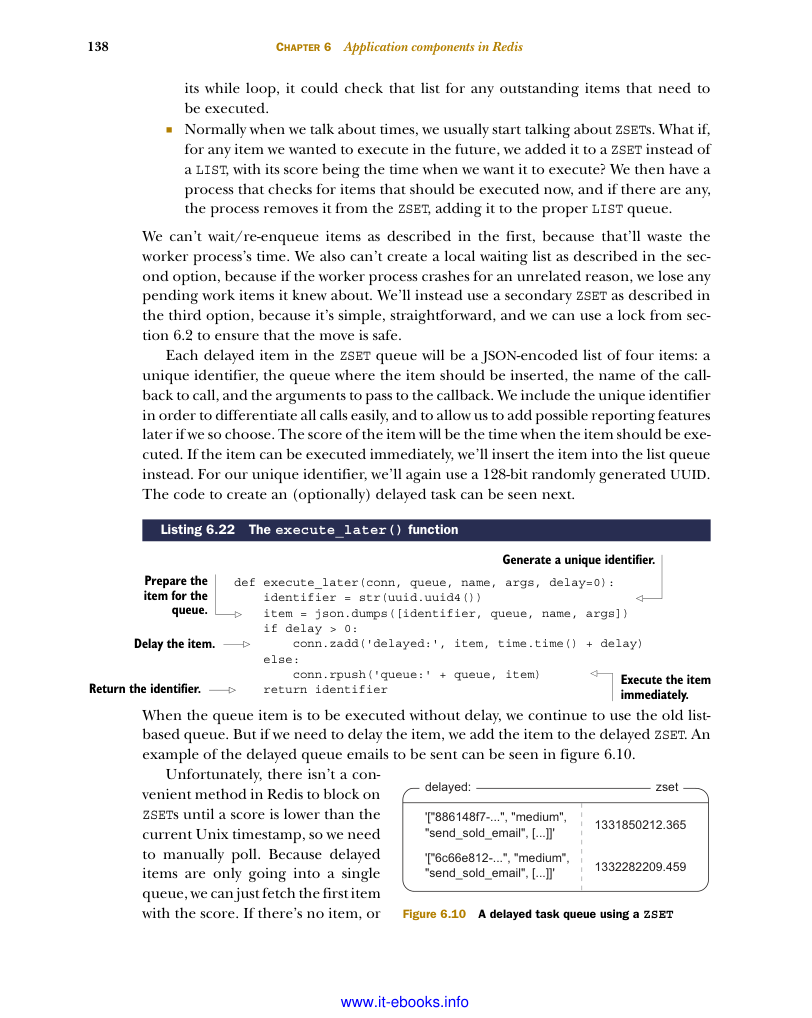 138 CHAPTER 6 Application components in Redis
its while loop, it could check that list for any outstanding items that need to
be executed.
■ Normally when we talk about times, we usually start talking about ZSETs. What if,
for any item we wanted to execute in the future, we added it to a ZSET instead of
a LIST, with its score being the time when we want it to execute? We then have a
process that checks for items that should be executed now, and if there are any,
the process removes it from the ZSET, adding it to the proper LIST queue.
We can't wait/re-enqueue items as described in the first, because that'll waste the
worker process's time. We also can't create a local waiting list as described in the sec-
ond option, because if the worker process crashes for an unrelated reason, we lose any
pending work items it knew about. We'll instead use a secondary ZSET as described in
the third option, because it's simple, straightforward, and we can use a lock from sec-
tion 6.2 to ensure that the move is safe.
Each delayed item in the ZSET queue will be a JSON-encoded list of four items: a
unique identifier, the queue where the item should be inserted, the name of the call-
back to call, and the arguments to pass to the callback. We include the unique identifier
in order to differentiate all calls easily, and to allow us to add possible reporting features
later if we so choose. The score of the item will be the time when the item should be exe-
cuted. If the item can be executed immediately, we'll insert the item into the list queue
instead. For our unique identifier, we'll again use a 128-bit randomly generated UUID.
The code to create an (optionally) delayed task can be seen next.
Listing 6.22 The execute_later() function
Generate a unique identifier.
Prepare the
item for the
queue.
def execute_later(conn, queue, name, args, delay=0):
    identifier = str(uuid.uuid4())
    item = json.dumps([identifier, queue, name, args])
    if delay > 0:
Delay the item.
        conn.zadd('delayed:', item, time.time() + delay)
    else:
        conn.rpush('queue:' + queue, item)
Execute the item
immediately.
Return the identifier.
    return identifier
When the queue item is to be executed without delay, we continue to use the old list-
based queue. But if we need to delay the item, we add the item to the delayed ZSET. An
example of the delayed queue emails to be sent can be seen in figure 6.10.
Unfortunately, there isn't a con-
venient method in Redis to block on
ZSETs until a score is lower than the
current Unix timestamp, so we need
to manually poll. Because delayed
items are only going into a single
queue, we can just fetch the first item
with the score. If there's no item, or
delayed: zset
'["886148f7-...", "medium",
"send_sold_email", [...]]'
1331850212.365
'["6c66e812-...", "medium",
"send_sold_email", [...]]'
1332282209.459
Figure 6.10 A delayed task queue using a ZSET
www.it-ebooks.info